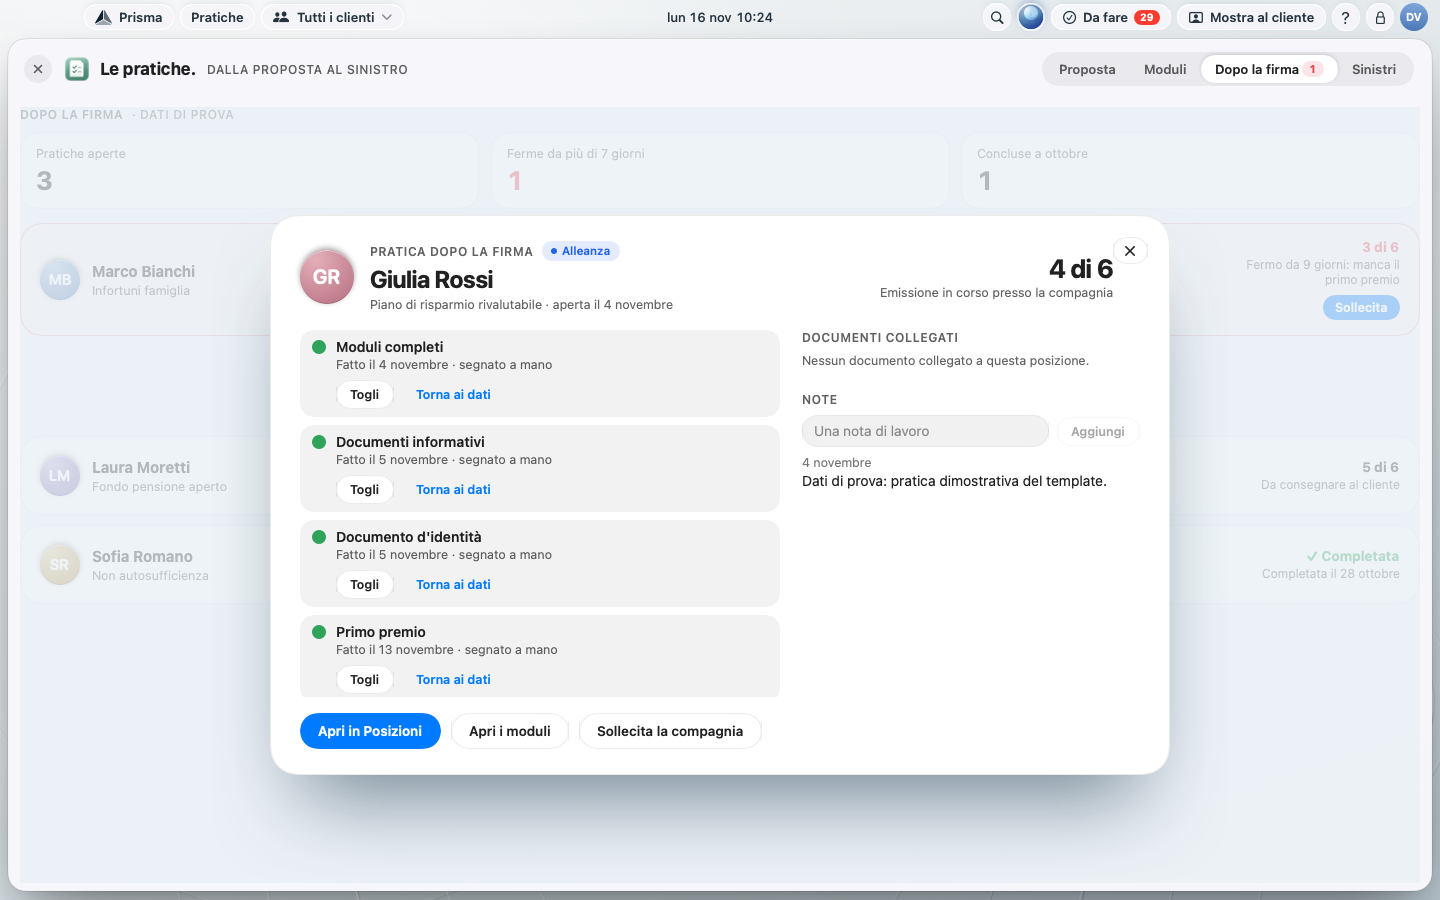 Prisma
Pratiche
Tutti i clienti
lun 16 nov 10:24
Da fare 29
Mostra al cliente
?
DV
Le pratiche. DALLA PROPOSTA AL SINISTRO
Proposta
Moduli
Dopo la firma 1
Sinistri
DOPO LA FIRMA · DATI DI PROVA
Pratiche aperte
3
Ferme da più di 7 giorni
1
Concluse a ottobre
1
MB
Marco Bianchi
Infortuni famiglia
3 di 6
Fermo da 9 giorni: manca il
primo premio
Sollecita
LM
Laura Moretti
Fondo pensione aperto
5 di 6
Da consegnare al cliente
SR
Sofia Romano
Non autosufficienza
Completata
Completata il 28 ottobre
GR
PRATICA DOPO LA FIRMA
Alleanza
Giulia Rossi
Piano di risparmio rivalutabile · aperta il 4 novembre
4 di 6
Emissione in corso presso la compagnia
Moduli completi
Fatto il 4 novembre · segnato a mano
Togli
Torna ai dati
Documenti informativi
Fatto il 5 novembre · segnato a mano
Togli
Torna ai dati
Documento d'identità
Fatto il 5 novembre · segnato a mano
Togli
Torna ai dati
Primo premio
Fatto il 13 novembre · segnato a mano
Togli
Torna ai dati
DOCUMENTI COLLEGATI
Nessun documento collegato a questa posizione.
NOTE
Una nota di lavoro
Aggiungi
4 novembre
Dati di prova: pratica dimostrativa del template.
Apri in Posizioni
Apri i moduli
Sollecita la compagnia